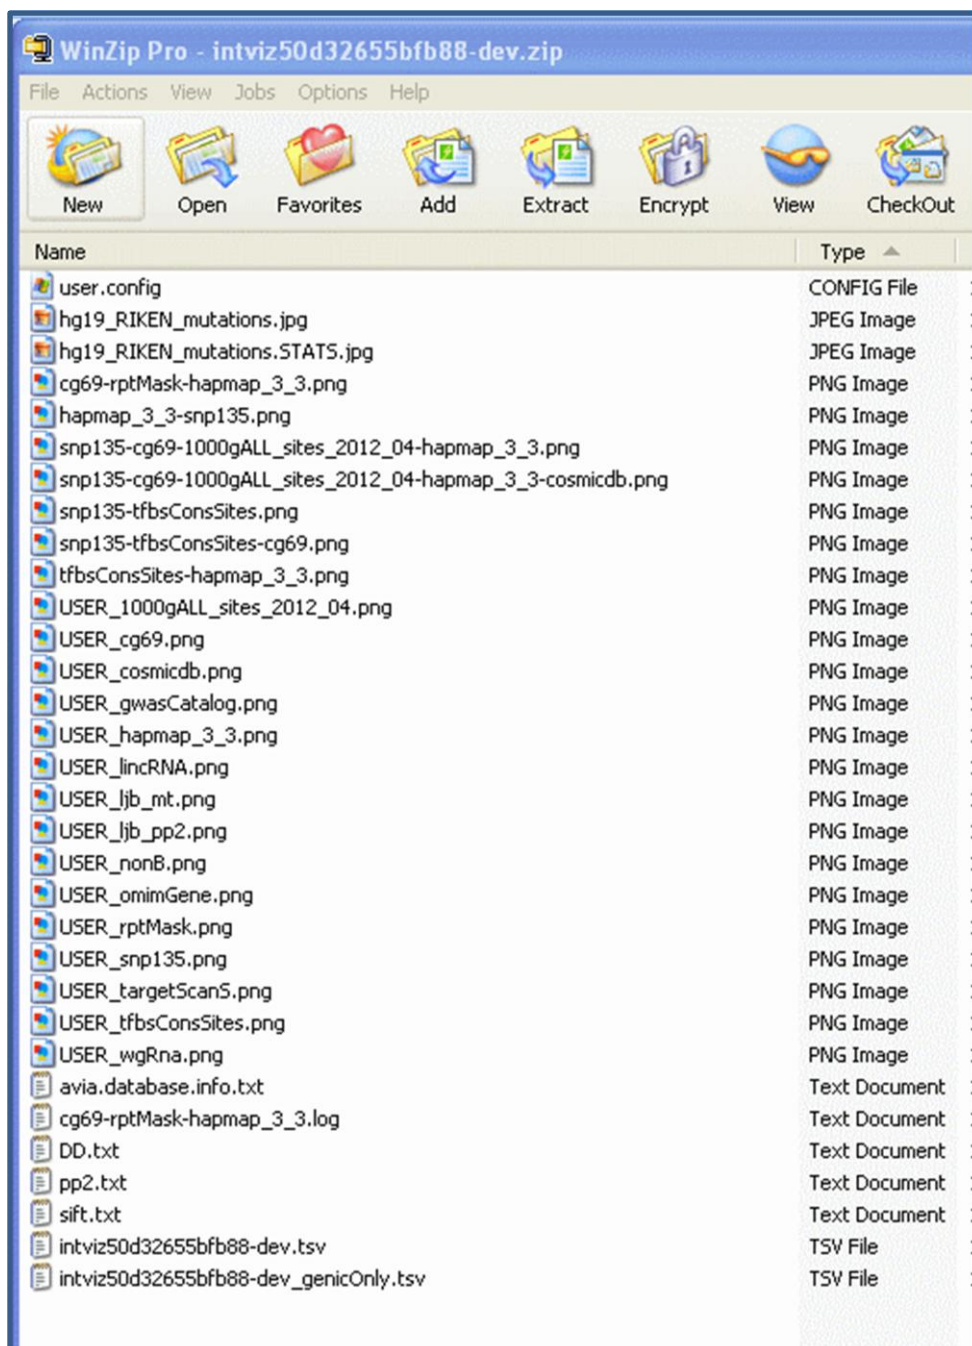 WinZip Pro - intviz50d32655bfb88-dev.zip
File Actions View Jobs Options Help
New Open Favorites Add Extract Encrypt View CheckOut
Name Type
user.config CONFIG File
hg19_RIKEN_mutations.jpg JPEG Image
hg19_RIKEN_mutations.STATS.jpg JPEG Image
cg69-rptMask-hapmap_3_3.png PNG Image
hapmap_3_3-snp135.png PNG Image
snp135-cg69-1000gALL_sites_2012_04-hapmap_3_3.png PNG Image
snp135-cg69-1000gALL_sites_2012_04-hapmap_3_3-cosmicdb.png PNG Image
snp135-tfbsConsSites.png PNG Image
snp135-tfbsConsSites-cg69.png PNG Image
tfbsConsSites-hapmap_3_3.png PNG Image
USER_1000gALL_sites_2012_04.png PNG Image
USER_cg69.png PNG Image
USER_cosmicdb.png PNG Image
USER_gwasCatalog.png PNG Image
USER_hapmap_3_3.png PNG Image
USER_lincRNA.png PNG Image
USER_ljb_mt.png PNG Image
USER_ljb_pp2.png PNG Image
USER_nonB.png PNG Image
USER_omimGene.png PNG Image
USER_rptMask.png PNG Image
USER_snp135.png PNG Image
USER_targetScanS.png PNG Image
USER_tfbsConsSites.png PNG Image
USER_wgRna.png PNG Image
avia.database.info.txt Text Document
cg69-rptMask-hapmap_3_3.log Text Document
DD.txt Text Document
pp2.txt Text Document
sift.txt Text Document
intviz50d32655bfb88-dev.tsv TSV File
intviz50d32655bfb88-dev_genicOnly.tsv TSV File